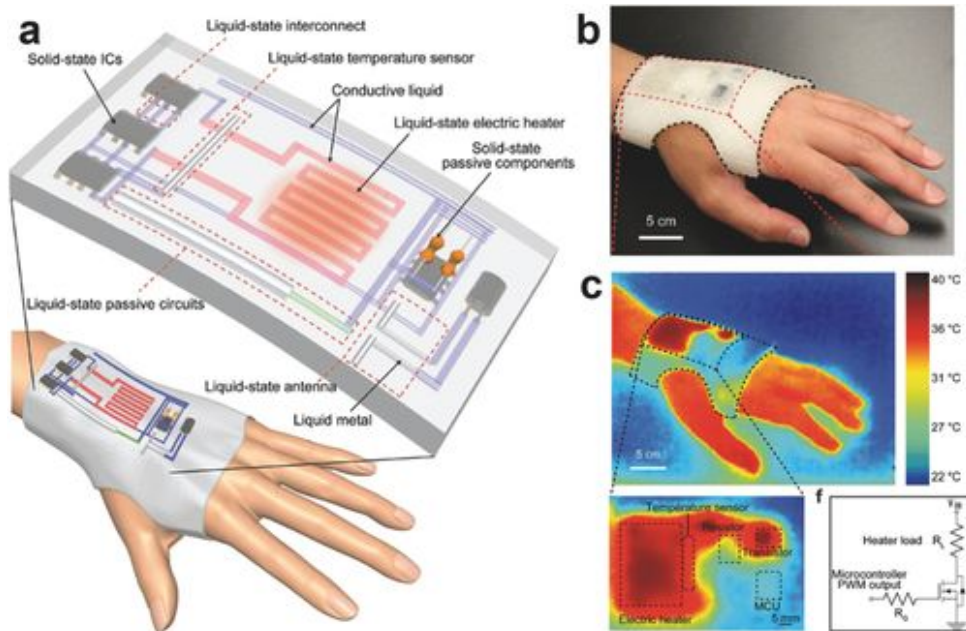 a
Liquid-state interconnect
Solid-state ICs
Liquid-state temperature sensor
Conductive liquid
Liquid-state electric heater
Solid-state passive components
Liquid-state passive circuits
Liquid-state antenna
Liquid metal
b
5 cm
c
40 °C
36 °C
31 °C
27 °C
22 °C
5 cm
Temperature sensor
Resistor
Transistor
MCU
Electric heater
5 mm
f
Heater load
Microcontroller
PWM output